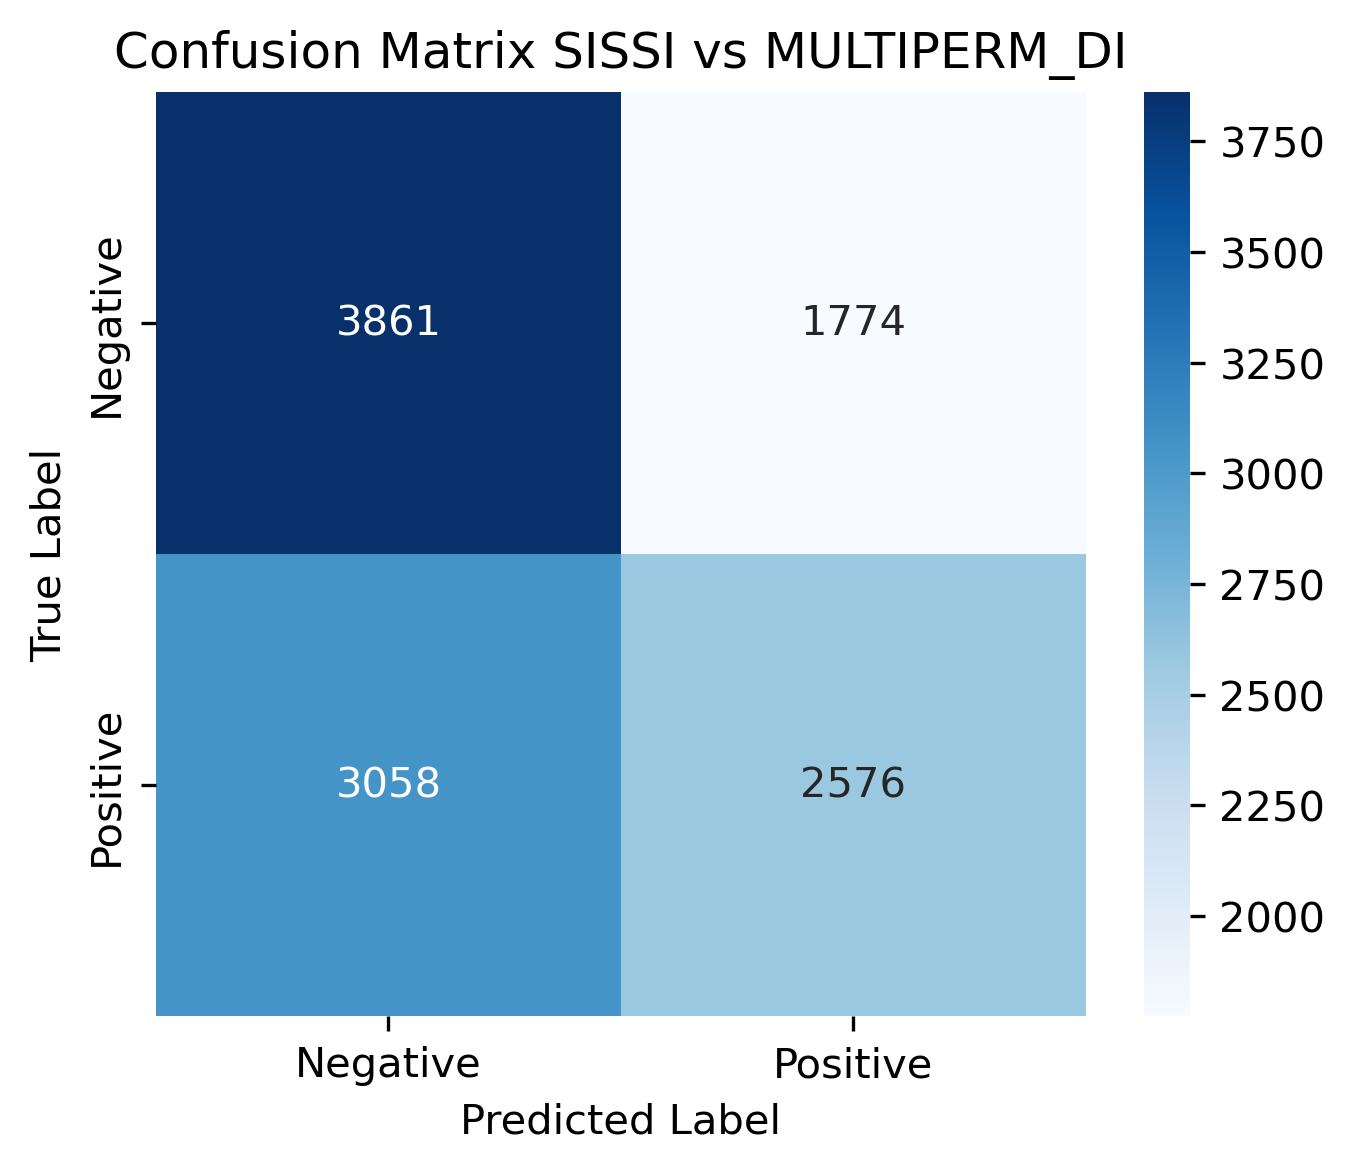 Confusion Matrix SISSI vs MULTIPERM_DI
True Label
Negative
Positive
3861
1774
3058
2576
Negative
Positive
Predicted Label
3750
3500
3250
3000
2750
2500
2250
2000